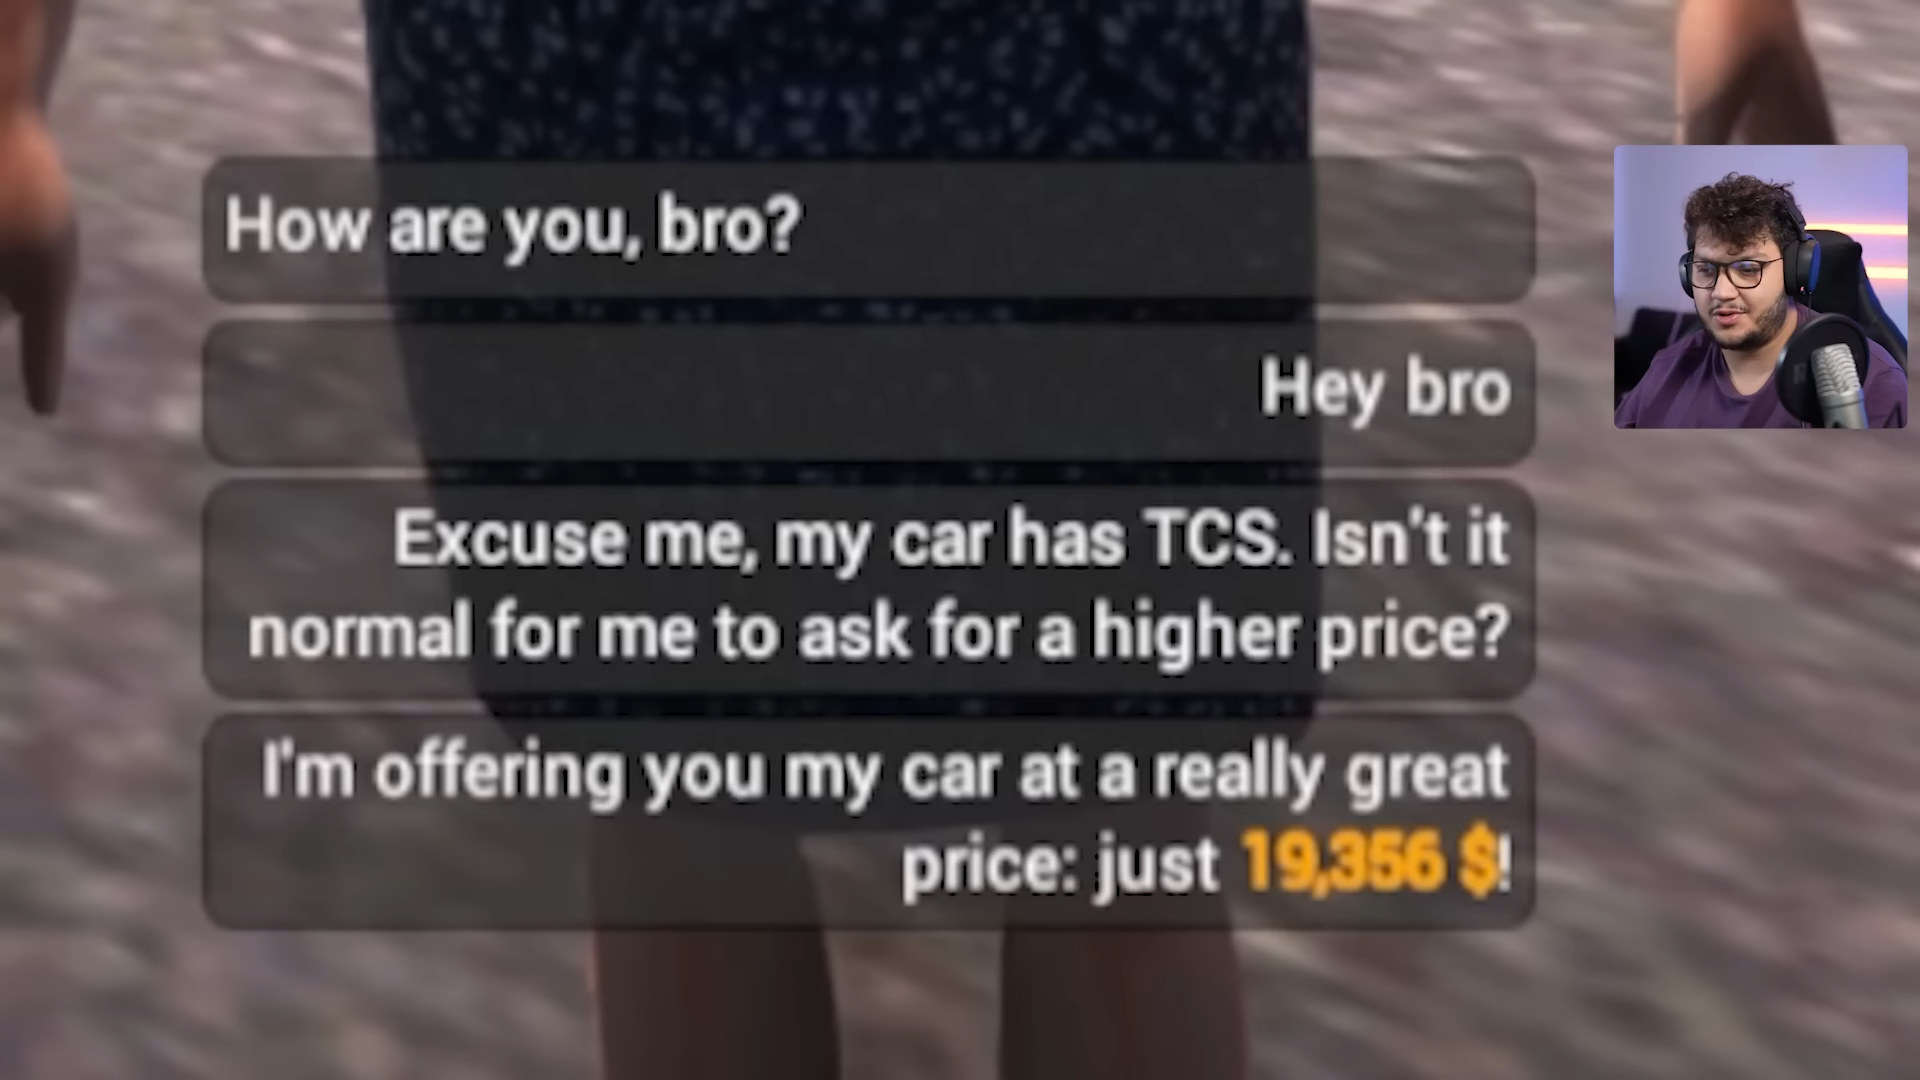 How are you, bro?
Hey bro
Excuse me, my car has TCS. Isn't it
normal for me to ask for a higher price?
I'm offering you my car at a really great
price: just 19,356 $!